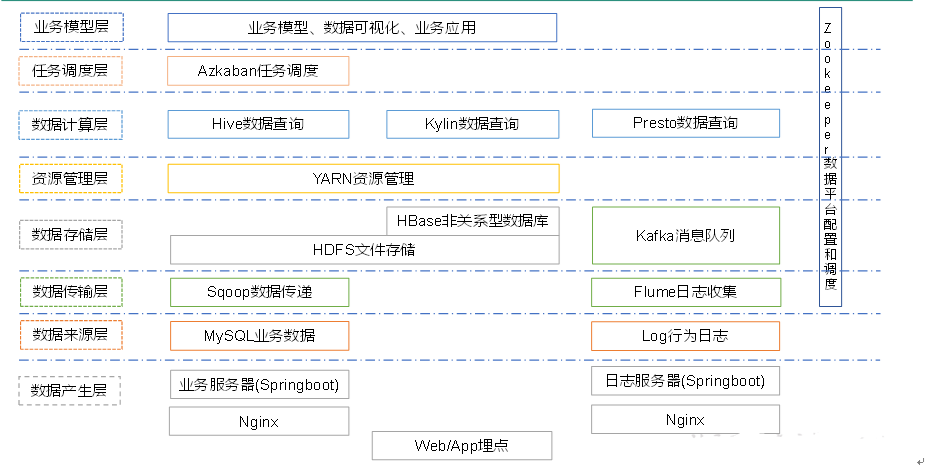 业务模型层
业务模型、数据可视化、业务应用
任务调度层
Azkaban任务调度
数据计算层
Hive数据查询
Kylin数据查询
Presto数据查询
资源管理层
YARN资源管理
数据存储层
HBase非关系型数据库
HDFS文件存储
Kafka消息队列
数据传输层
Sqoop数据传递
Flume日志收集
数据来源层
MySQL业务数据
Log行为日志
数据产生层
业务服务器(Springboot)
日志服务器(Springboot)
Nginx
Nginx
Web/App埋点
Zookeeper数据平台配置和调度